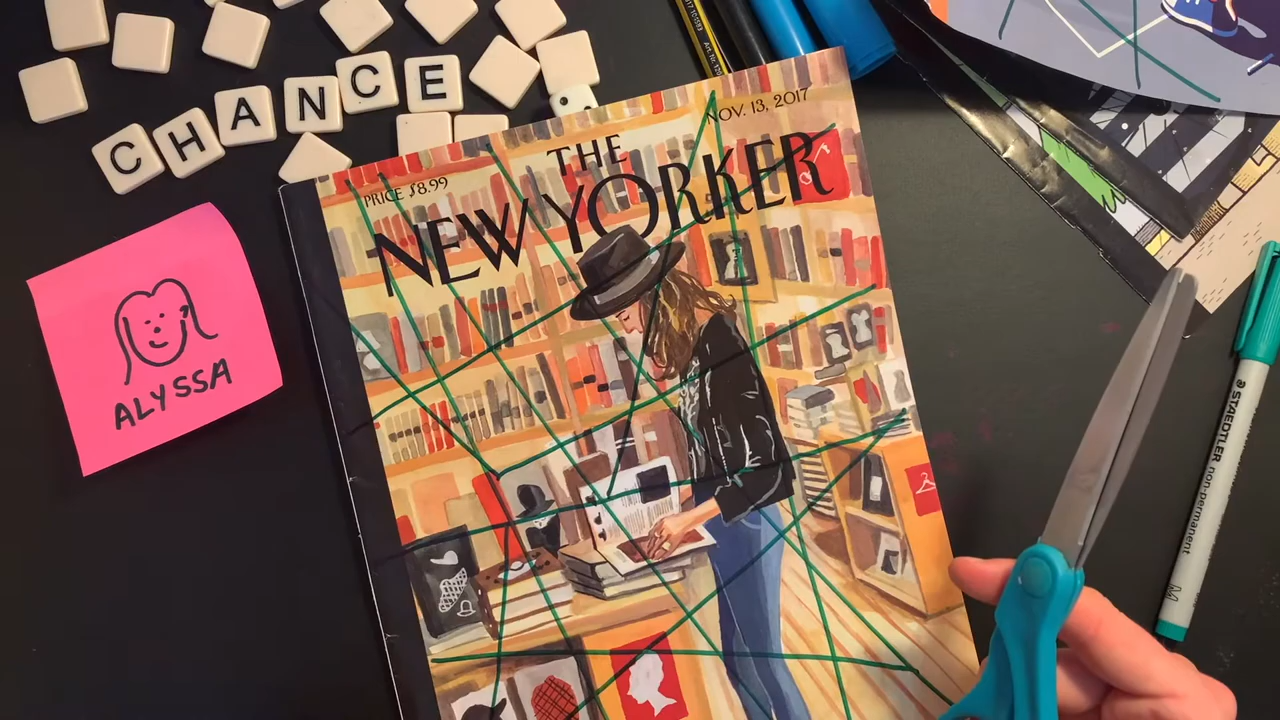 CHANCE
ALYSSA
NOV. 13, 2017
PRICE $8.99
THE
NEW YORKER
STAEDTLER non-permanent
M